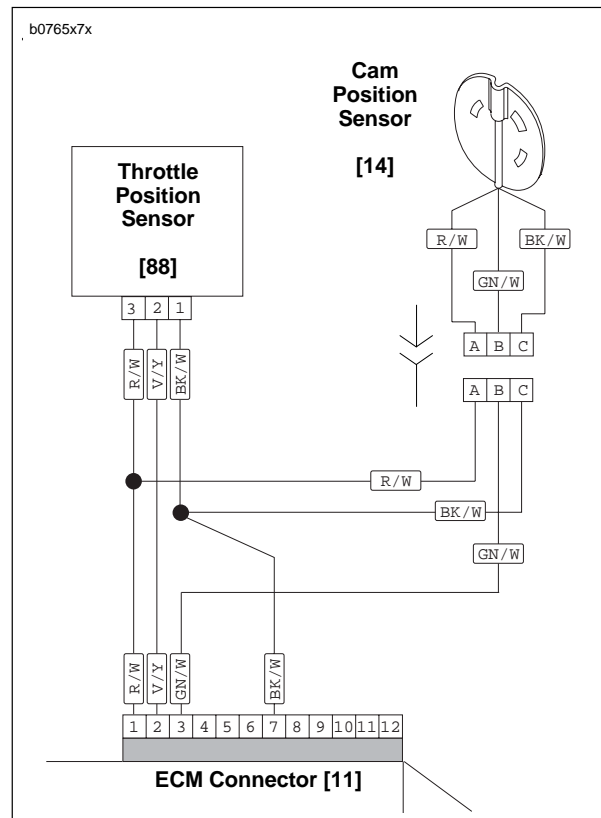 b0765x7x
Cam
Position
Sensor
[14]
Throttle
Position
Sensor
[88]
R/W
BK/W
GN/W
3 2 1
A B C
R/W
V/Y
BK/W
A B C
R/W
BK/W
GN/W
R/W
V/Y
GN/W
BK/W
1 2 3 4 5 6 7 8 9 10 11 12
ECM Connector [11]